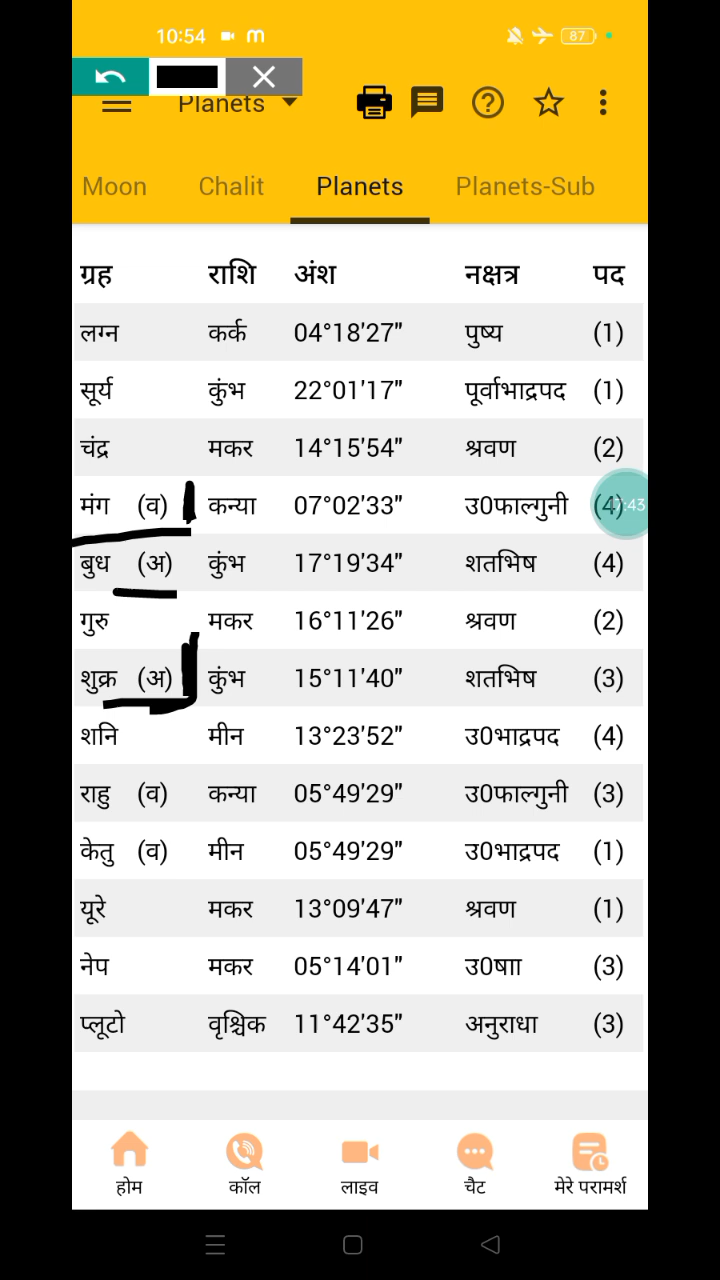 10:54 m 87
Planets
Moon Chalit Planets Planets-Sub
ग्रह राशि अंश नक्षत्र पद
लग्न कर्क 04°18'27" पुष्य (1)
सूर्य कुंभ 22°01'17" पूर्वाभाद्रपद (1)
चंद्र मकर 14°15'54" श्रवण (2)
मंग (व) कन्या 07°02'33" उ0फाल्गुनी (4) 17:43
बुध (अ) कुंभ 17°19'34" शतभिष (4)
गुरु मकर 16°11'26" श्रवण (2)
शुक्र (अ) कुंभ 15°11'40" शतभिष (3)
शनि मीन 13°23'52" उ0भाद्रपद (4)
राहु (व) कन्या 05°49'29" उ0फाल्गुनी (3)
केतु (व) मीन 05°49'29" उ0भाद्रपद (1)
यूरे मकर 13°09'47" श्रवण (1)
नेप मकर 05°14'01" उ0षाा (3)
प्लूटो वृश्चिक 11°42'35" अनुराधा (3)
होम कॉल लाइव चैट मेरे परामर्श